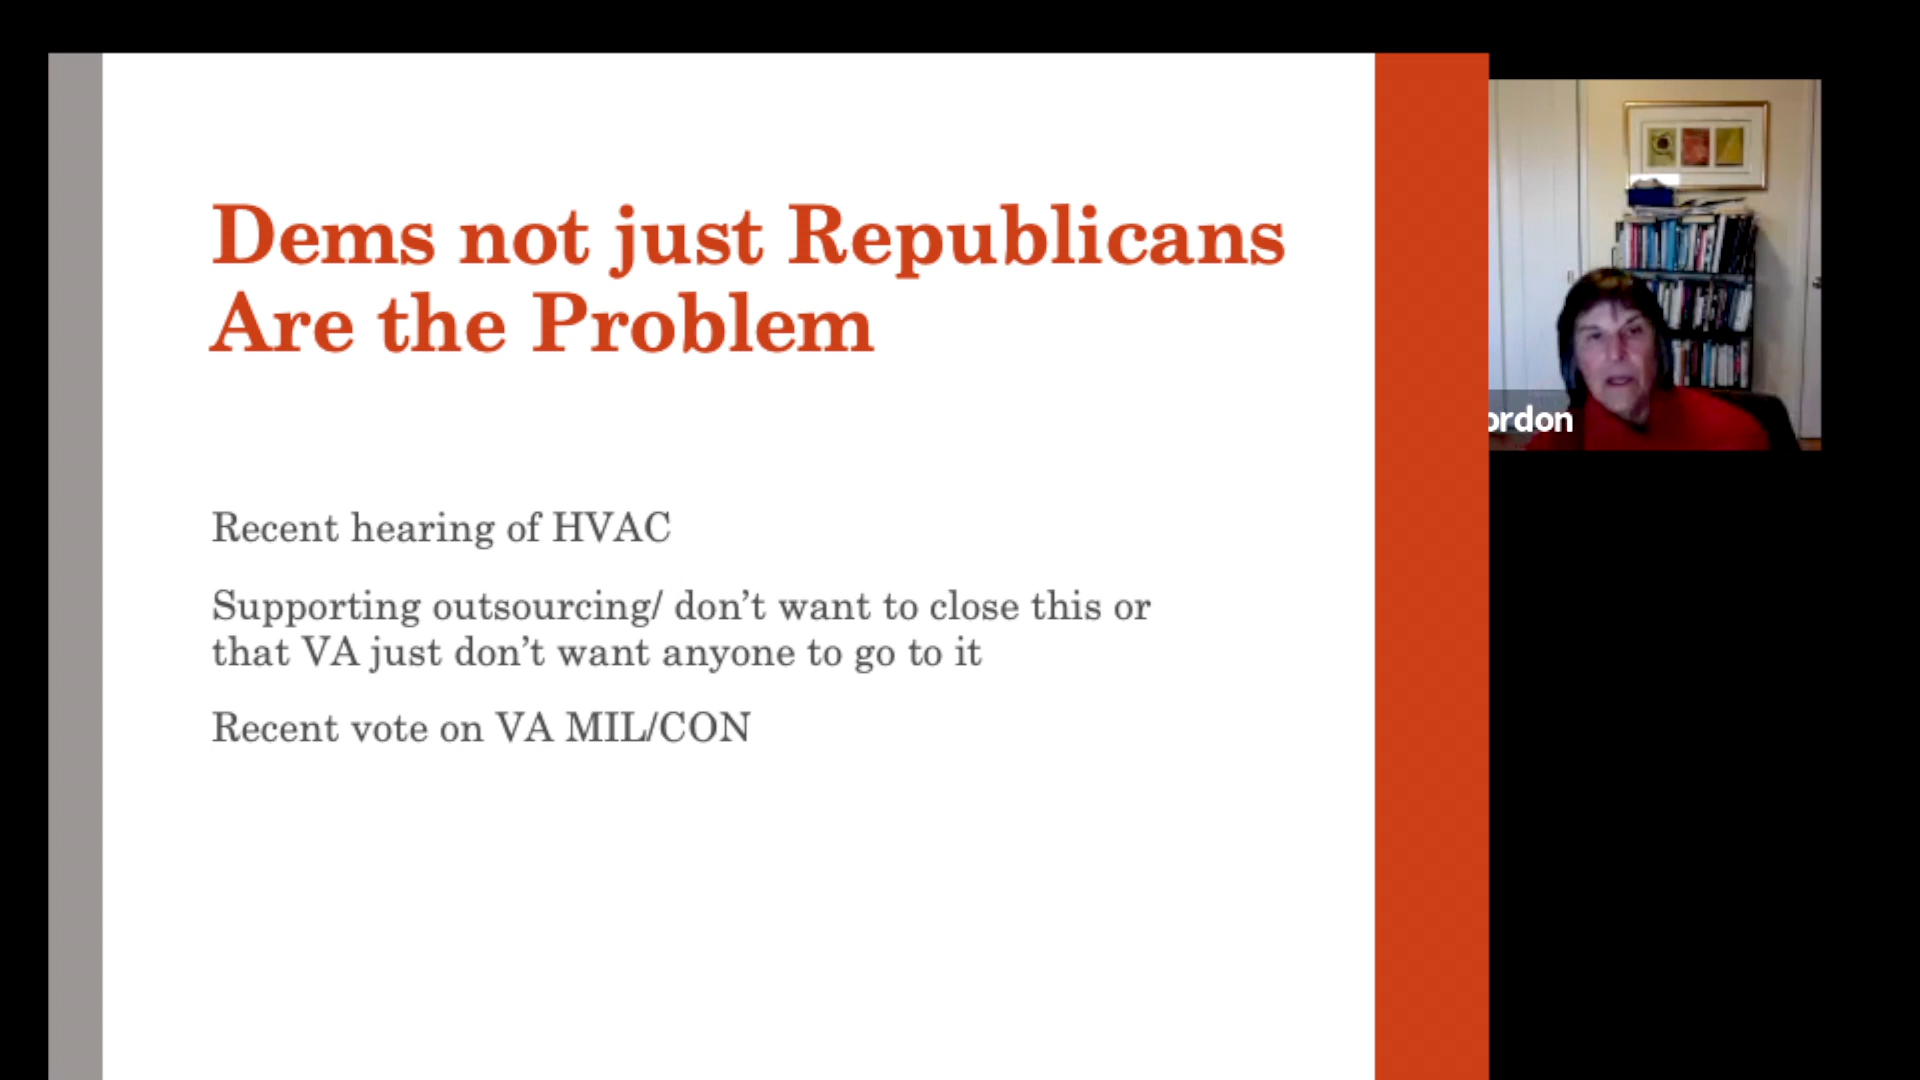 Dems not just Republicans
Are the Problem
Recent hearing of HVAC
Supporting outsourcing/ don’t want to close this or
that VA just don’t want anyone to go to it
Recent vote on VA MIL/CON
ordon